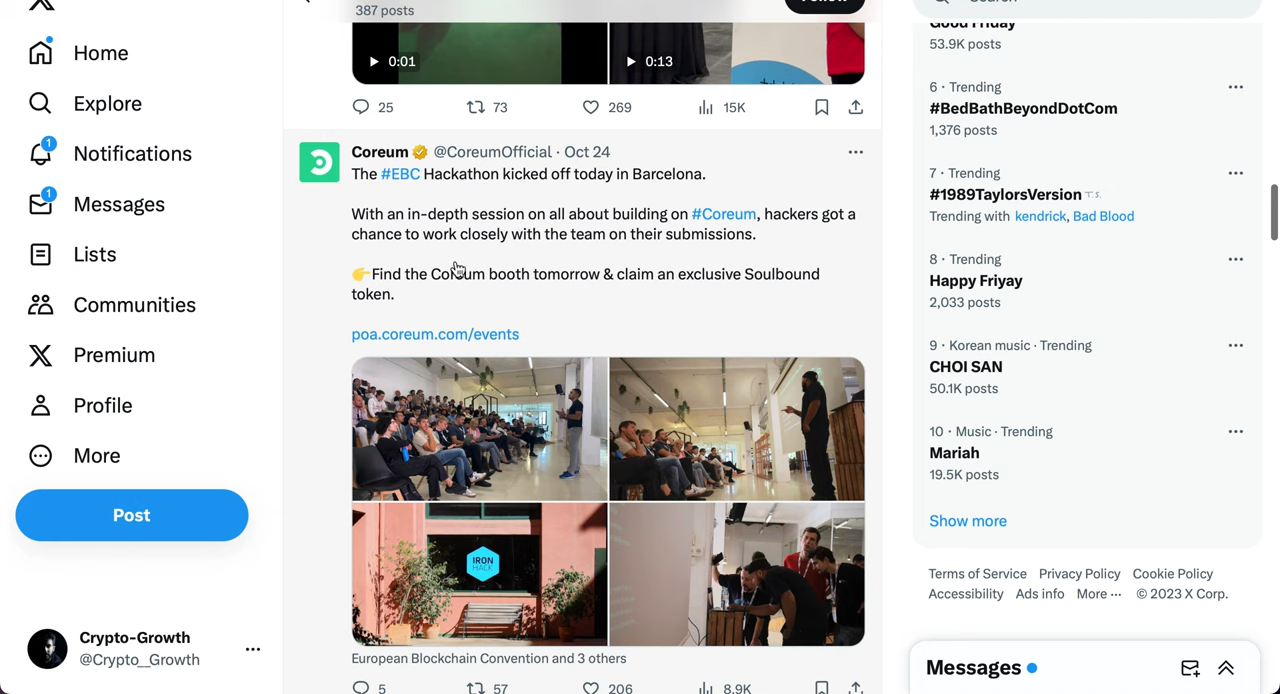 387 posts
Home
Explore
1
Notifications
1
Messages
Lists
Communities
Premium
Profile
More
Post
Crypto-Growth
@Crypto__Growth
0:01
0:13
25 73 269 15K
Coreum @CoreumOfficial · Oct 24
The #EBC Hackathon kicked off today in Barcelona.
With an in-depth session on all about building on #Coreum, hackers got a
chance to work closely with the team on their submissions.
👉Find the Coreum booth tomorrow & claim an exclusive Soulbound
token.
poa.coreum.com/events
IRON
HACK
European Blockchain Convention and 3 others
5 57 206 8.9K
Good Friday
53.9K posts
6 · Trending
#BedBathBeyondDotCom
1,376 posts
7 · Trending
#1989TaylorsVersion T.S.
Trending with kendrick, Bad Blood
8 · Trending
Happy Friyay
2,033 posts
9 · Korean music · Trending
CHOI SAN
50.1K posts
10 · Music · Trending
Mariah
19.5K posts
Show more
Terms of Service Privacy Policy Cookie Policy
Accessibility Ads info More ··· © 2023 X Corp.
Messages